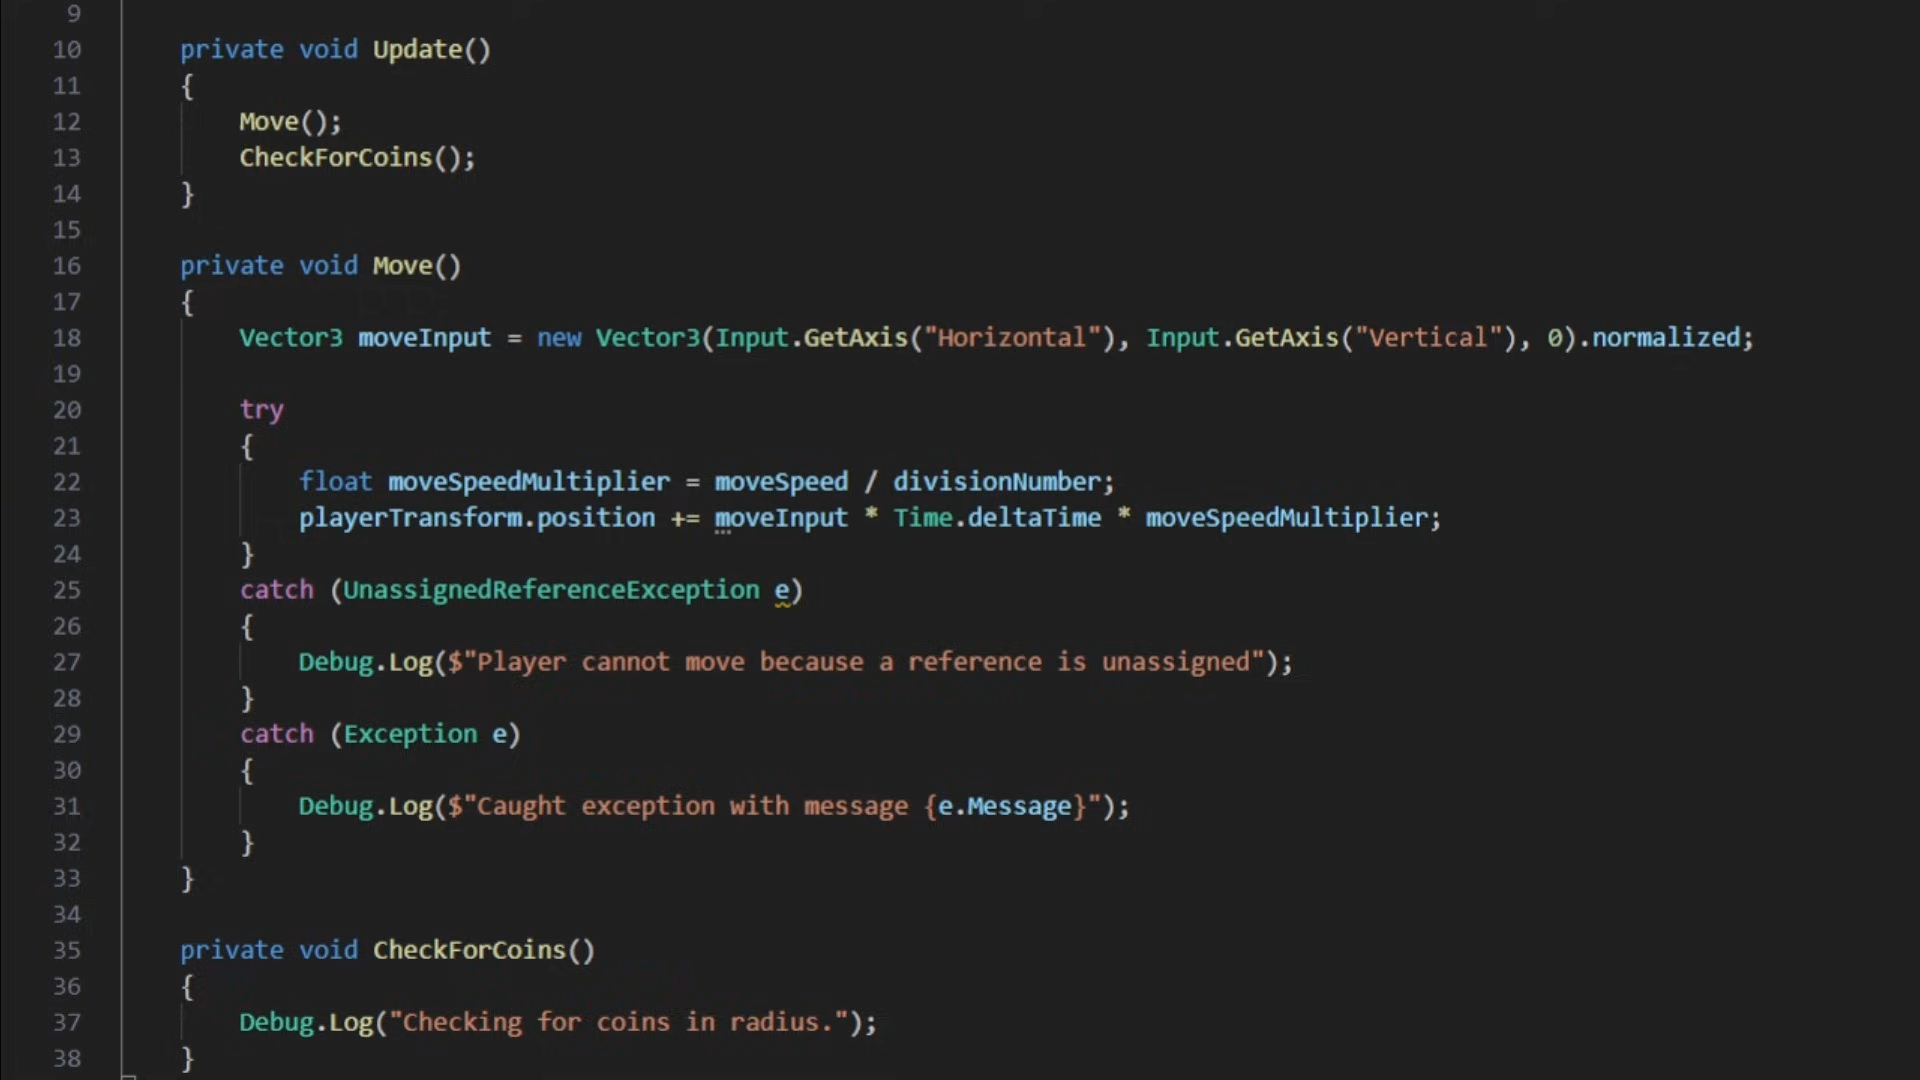 9
10 private void Update()
11 {
12 Move();
13 CheckForCoins();
14 }
15
16 private void Move()
17 {
18 Vector3 moveInput = new Vector3(Input.GetAxis("Horizontal"), Input.GetAxis("Vertical"), 0).normalized;
19
20 try
21 {
22 float moveSpeedMultiplier = moveSpeed / divisionNumber;
23 playerTransform.position += moveInput * Time.deltaTime * moveSpeedMultiplier;
24 }
25 catch (UnassignedReferenceException e)
26 {
27 Debug.Log($"Player cannot move because a reference is unassigned");
28 }
29 catch (Exception e)
30 {
31 Debug.Log($"Caught exception with message {e.Message}");
32 }
33 }
34
35 private void CheckForCoins()
36 {
37 Debug.Log("Checking for coins in radius.");
38 }